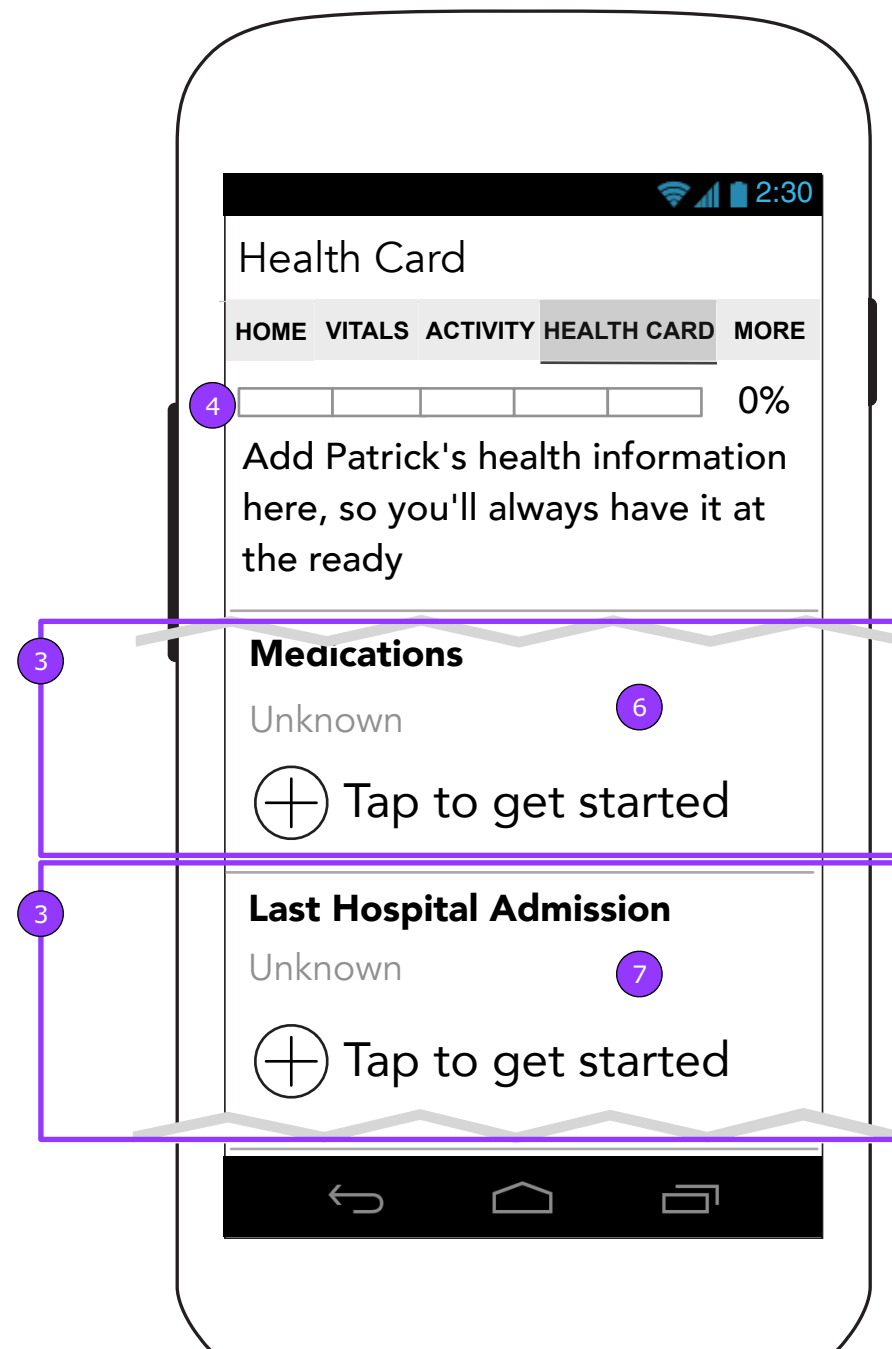 2:30
Health Card
HOME VITALS ACTIVITY HEALTH CARD MORE
4 0%
Add Patrick's health information
here, so you'll always have it at
the ready
3
Medications
6
Unknown
Tap to get started
3
Last Hospital Admission
Unknown
7
Tap to get started